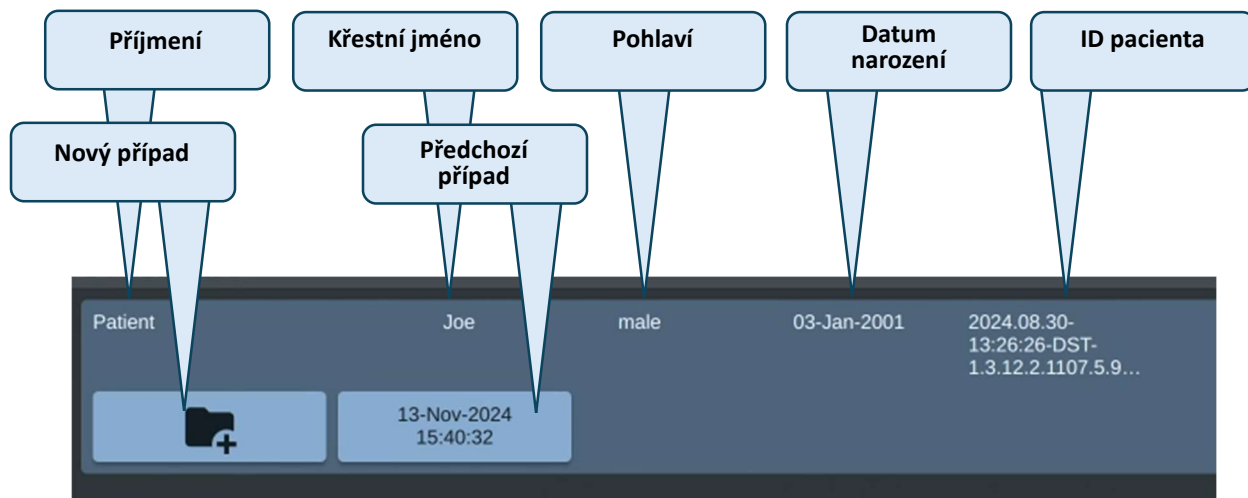 Příjmení
Křestní jméno
Pohlaví
Datum
narození
ID pacienta
Nový případ
Předchozí
případ
Patient
Joe
male
03-Jan-2001
2024.08.30-
13:26:26-DST-
1.3.12.2.1107.5.9...
13-Nov-2024
15:40:32